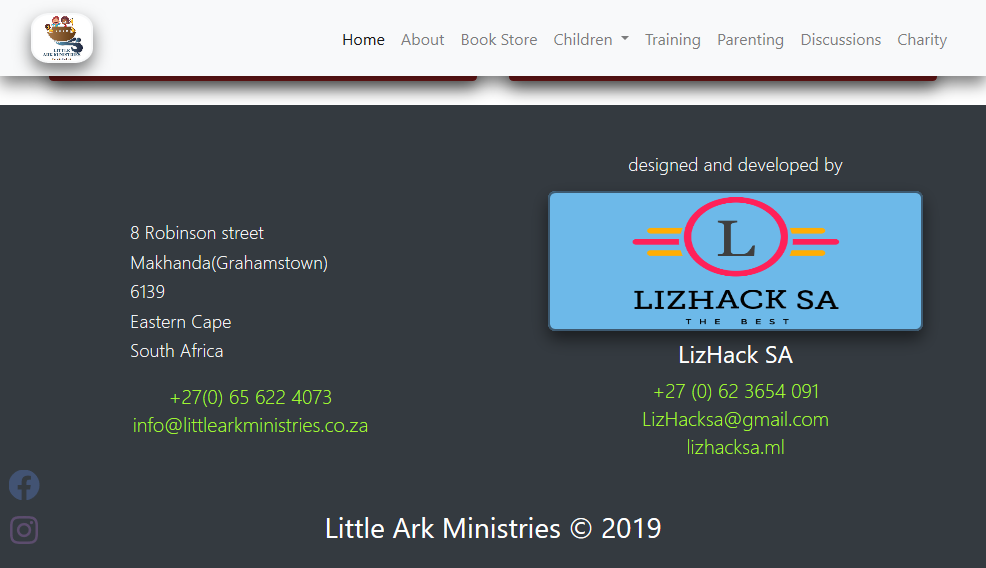 LITTLE
ARK MINISTRIES
Home About Book Store Children Training Parenting Discussions Charity
8 Robinson street
Makhanda(Grahamstown)
6139
Eastern Cape
South Africa
+27(0) 65 622 4073
info@littlearkministries.co.za
designed and developed by
L
LIZHACK SA
THE BEST
LizHack SA
+27 (0) 62 3654 091
LizHacksa@gmail.com
lizhacksa.ml
Little Ark Ministries © 2019